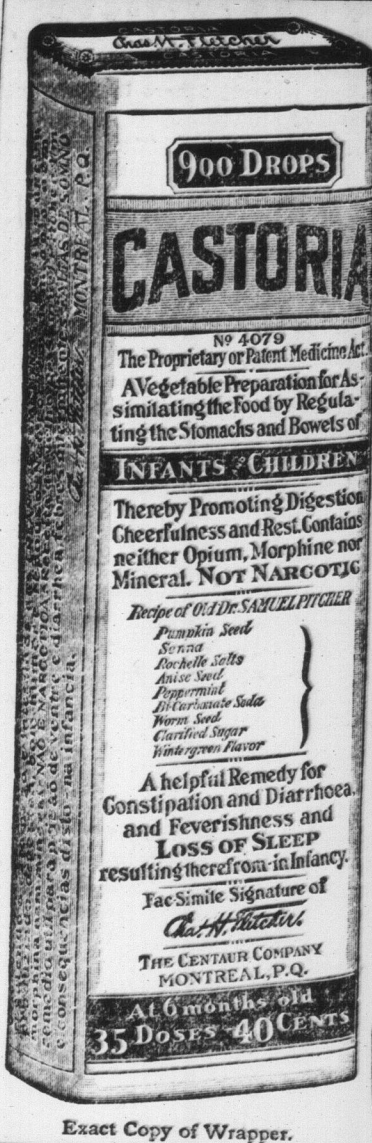 CASTORIA
Chas H. Fletcher
CASTORIA
900 DROPS
CASTORIA
Nº 4079
The Proprietary or Patent Medicine Act.
A Vegetable Preparation for As-
similating the Food by Regula-
ting the Stomachs and Bowels of
INFANTS & CHILDREN
Thereby Promoting Digestion
Cheerfulness and Rest. Contains
neither Opium, Morphine nor
Mineral. NOT NARCOTIC
Recipe of Old Dr. SAMUEL PITCHER
Pumpkin Seed
Senna
Rochelle Salts
Anise Seed
Peppermint
Bi-Carbonate Soda
Worm Seed
Clarified Sugar
Wintergreen Flavor
A helpful Remedy for
Constipation and Diarrhoea,
and Feverishness and
LOSS OF SLEEP
resulting therefrom in Infancy.
Fac-Simile Signature of
Chas. H. Fletcher.
THE CENTAUR COMPANY
MONTREAL, P.Q.
At 6 months old
35 DOSES 40 CENTS
Chas. H. Fletcher. MONTREAL, P.Q.
Exact Copy of Wrapper.